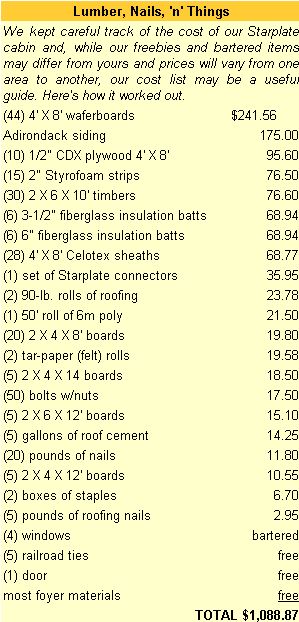 Lumber, Nails, 'n' Things
We kept careful track of the cost of our Starplate
cabin and, while our freebies and bartered items
may differ from yours and prices will vary from one
area to another, our cost list may be a useful
guide. Here's how it worked out.
(44) 4' X 8' waferboards $241.56
Adirondack siding 175.00
(10) 1/2" CDX plywood 4' X 8' 95.60
(15) 2" Styrofoam strips 76.50
(30) 2 X 6 X 10' timbers 76.60
(6) 3-1/2" fiberglass insulation batts 68.94
(6) 6" fiberglass insulation batts 68.94
(28) 4' X 8' Celotex sheaths 68.77
(1) set of Starplate connectors 35.95
(2) 90-lb. rolls of roofing 23.78
(1) 50' roll of 6m poly 21.50
(20) 2 X 4 X 8' boards 19.80
(2) tar-paper (felt) rolls 19.58
(5) 2 X 4 X 14 boards 18.50
(50) bolts w/nuts 17.50
(5) 2 X 6 X 12' boards 15.10
(5) gallons of roof cement 14.25
(20) pounds of nails 11.80
(5) 2 X 4 X 12' boards 10.55
(2) boxes of staples 6.70
(5) pounds of roofing nails 2.95
(4) windows bartered
(5) railroad ties free
(1) door free
most foyer materials free
TOTAL $1,088.87